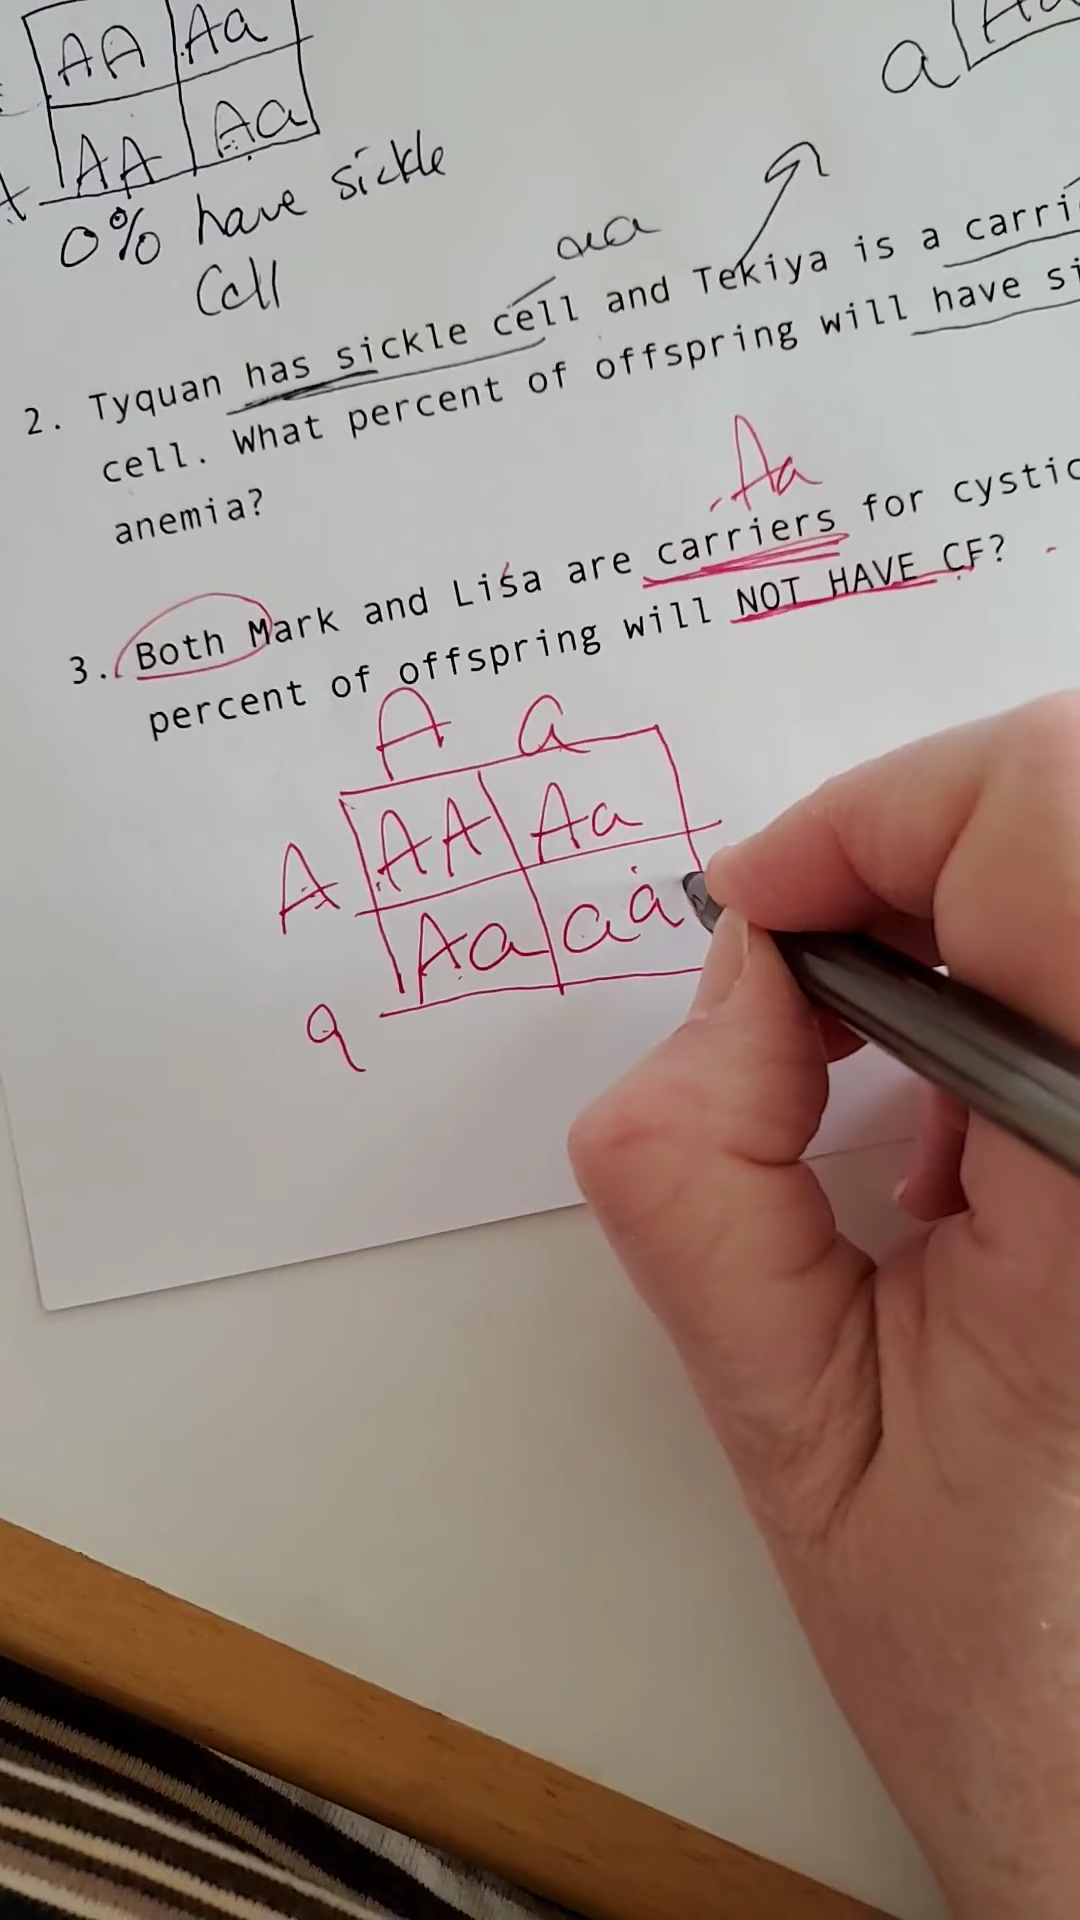 AA Aa
a
AA Aa
0% have sickle
Cell
aa
2. Tyquan has sickle cell and Tekiya is a
cell. What percent of offspring will have
anemia?
Aa
3. Both Mark and Lisa are carriers for cystic
percent of offspring will NOT HAVE CF?
A a
A AA Aa
a Aa aa